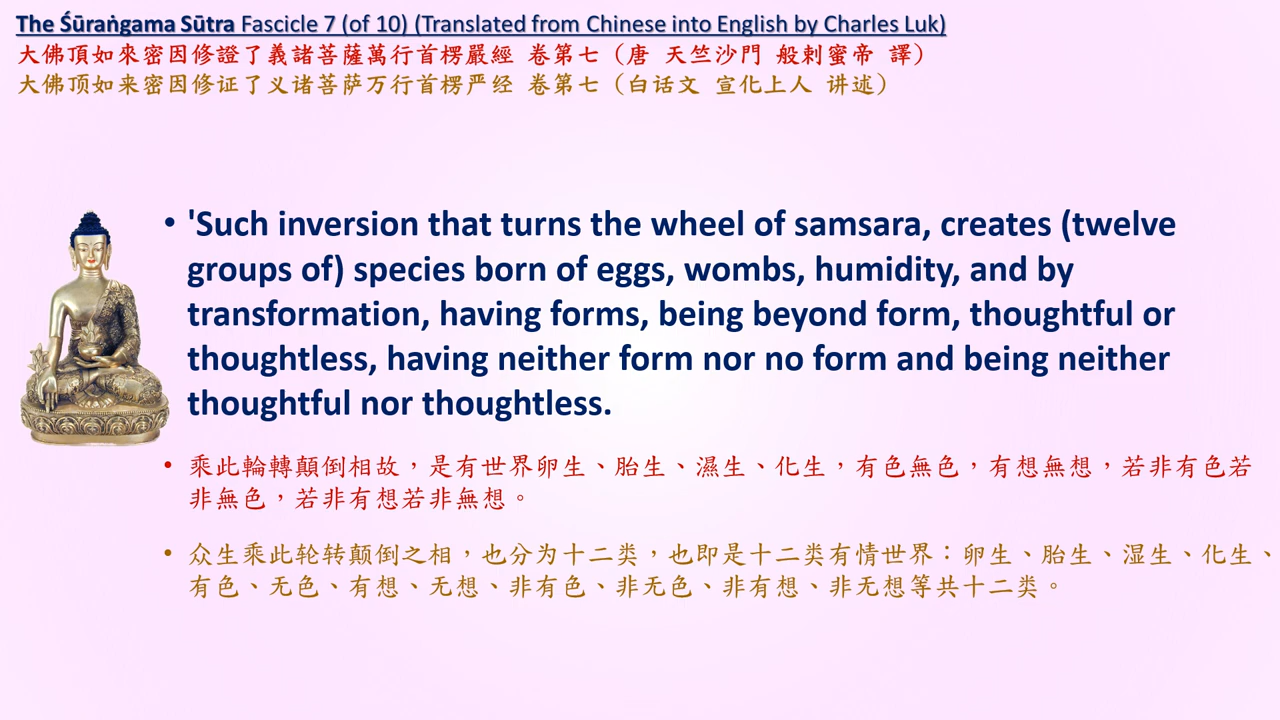 The Śūraṅgama Sūtra Fascicle 7 (of 10) (Translated from Chinese into English by Charles Luk)
大佛頂如來密因修證了義諸菩薩萬行首楞嚴經 卷第七（唐 天竺沙門 般剌蜜帝 譯）
大佛顶如来密因修证了义诸菩萨万行首楞严经 卷第七（白话文 宣化上人 讲述）
• 'Such inversion that turns the wheel of samsara, creates (twelve
groups of) species born of eggs, wombs, humidity, and by
transformation, having forms, being beyond form, thoughtful or
thoughtless, having neither form nor no form and being neither
thoughtful nor thoughtless.
• 乘此輪轉顛倒相故，是有世界卵生、胎生、濕生、化生，有色無色，有想無想，若非有色若
非無色，若非有想若非無想。
• 众生乘此轮转颠倒之相，也分为十二类，也即是十二类有情世界：卵生、胎生、湿生、化生、
有色、无色、有想、无想、非有色、非无色、非有想、非无想等共十二类。